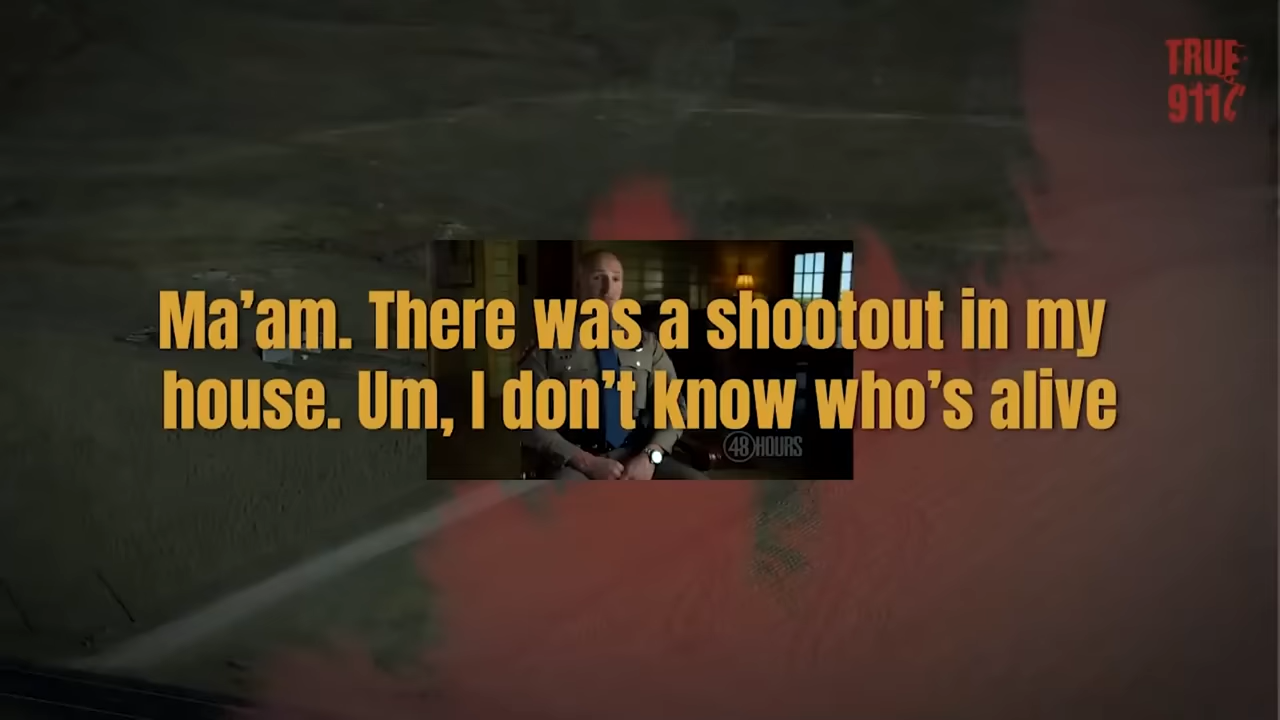 TRUE
911
Ma’am. There was a shootout in my
house. Um, I don’t know who’s alive
48 HOURS